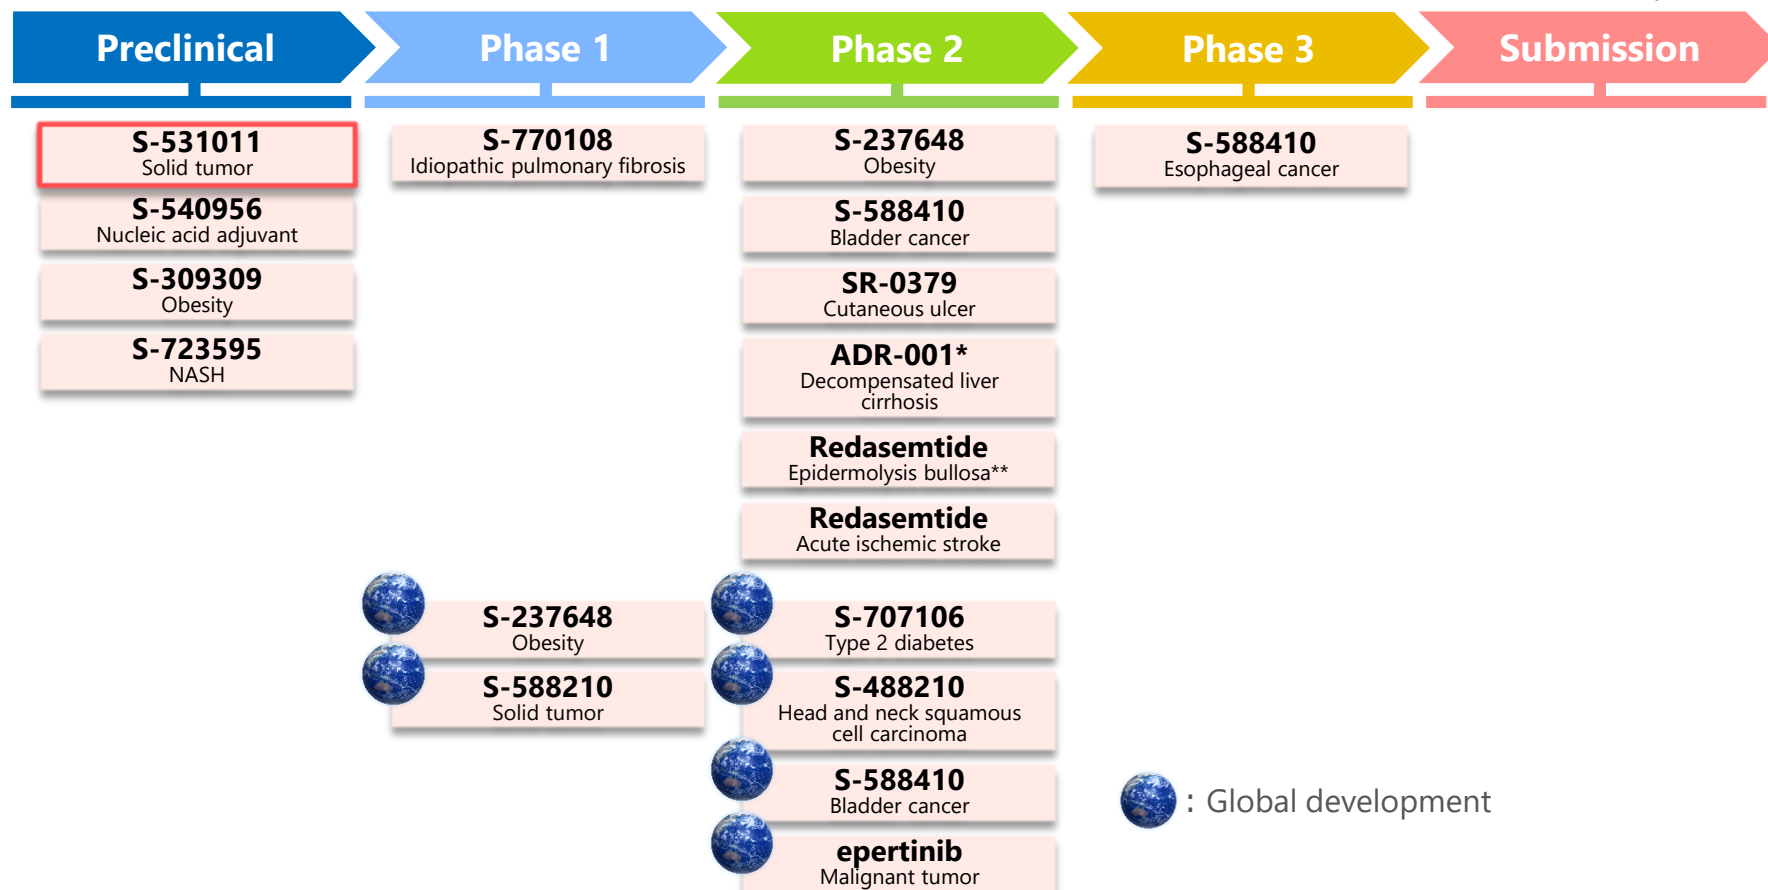 Preclinical
Phase 1
Phase 2
Phase 3
Submission
S-531011
Solid tumor
S-540956
Nucleic acid adjuvant
S-309309
Obesity
S-723595
NASH
S-770108
Idiopathic pulmonary fibrosis
S-237648
Obesity
S-588410
Bladder cancer
SR-0379
Cutaneous ulcer
ADR-001*
Decompensated liver
cirrhosis
Redasemtide
Epidermolysis bullosa**
Redasemtide
Acute ischemic stroke
S-588410
Esophageal cancer
S-237648
Obesity
S-588210
Solid tumor
S-707106
Type 2 diabetes
S-488210
Head and neck squamous
cell carcinoma
S-588410
Bladder cancer
epertinib
Malignant tumor
: Global development